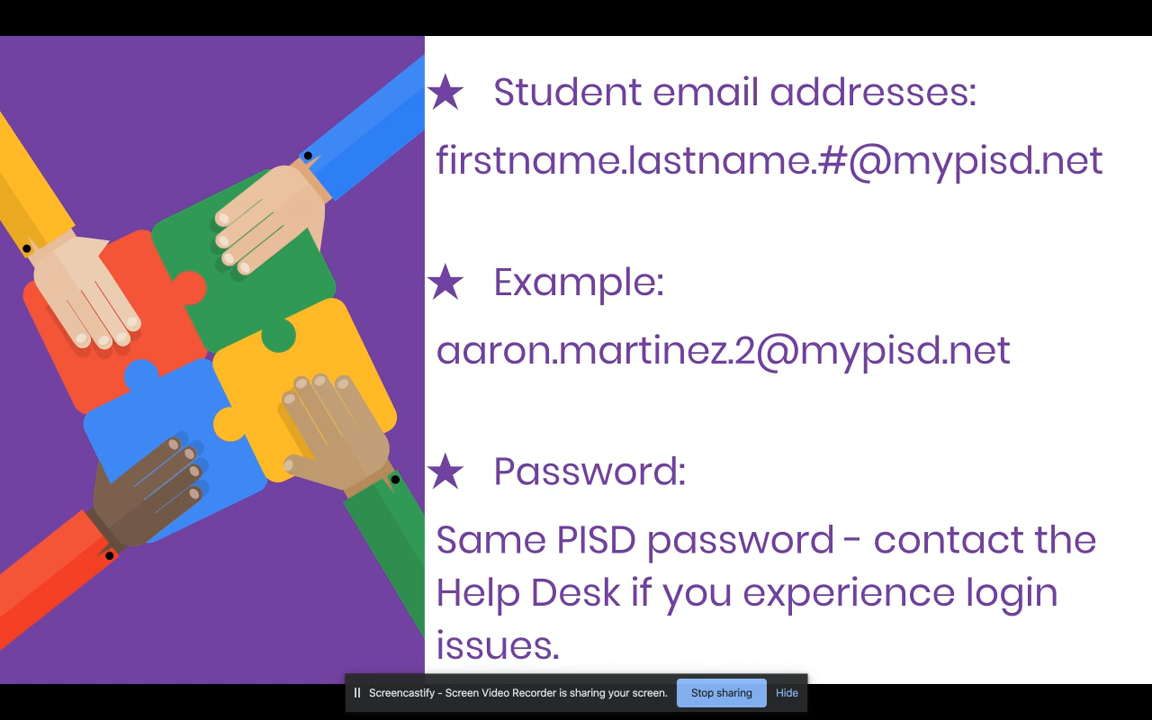 ★ Student email addresses:
firstname.lastname.#@mypisd.net
★ Example:
aaron.martinez.2@mypisd.net
★ Password:
Same PISD password - contact the
Help Desk if you experience login
issues.
Screencastify - Screen Video Recorder is sharing your screen. Stop sharing Hide